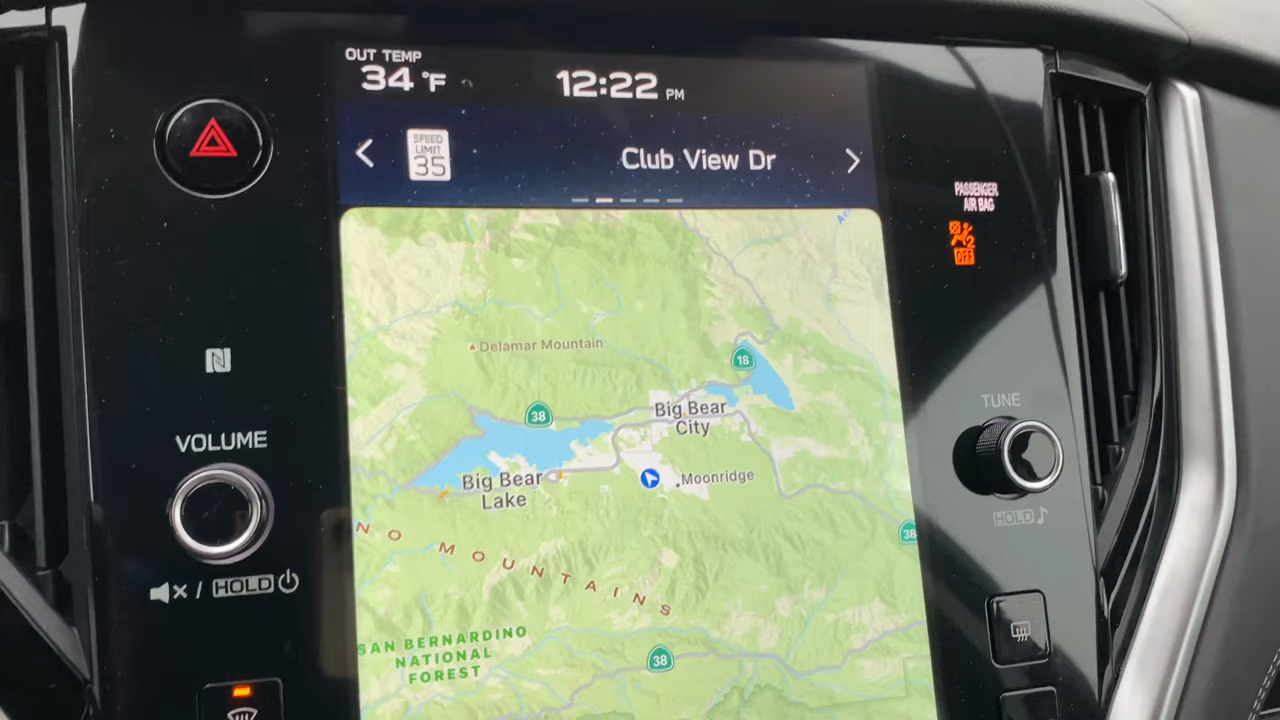 OUT TEMP
34 °F
12:22 PM
SPEED
LIMIT
35
Club View Dr
PASSENGER
AIR BAG
2
OFF
Delamar Mountain
18
38
Big Bear
City
Big Bear
Lake
Moonridge
38
NO MOUNTAINS
SAN BERNARDINO
NATIONAL
FOREST
38
VOLUME
/ HOLD
TUNE
HOLD